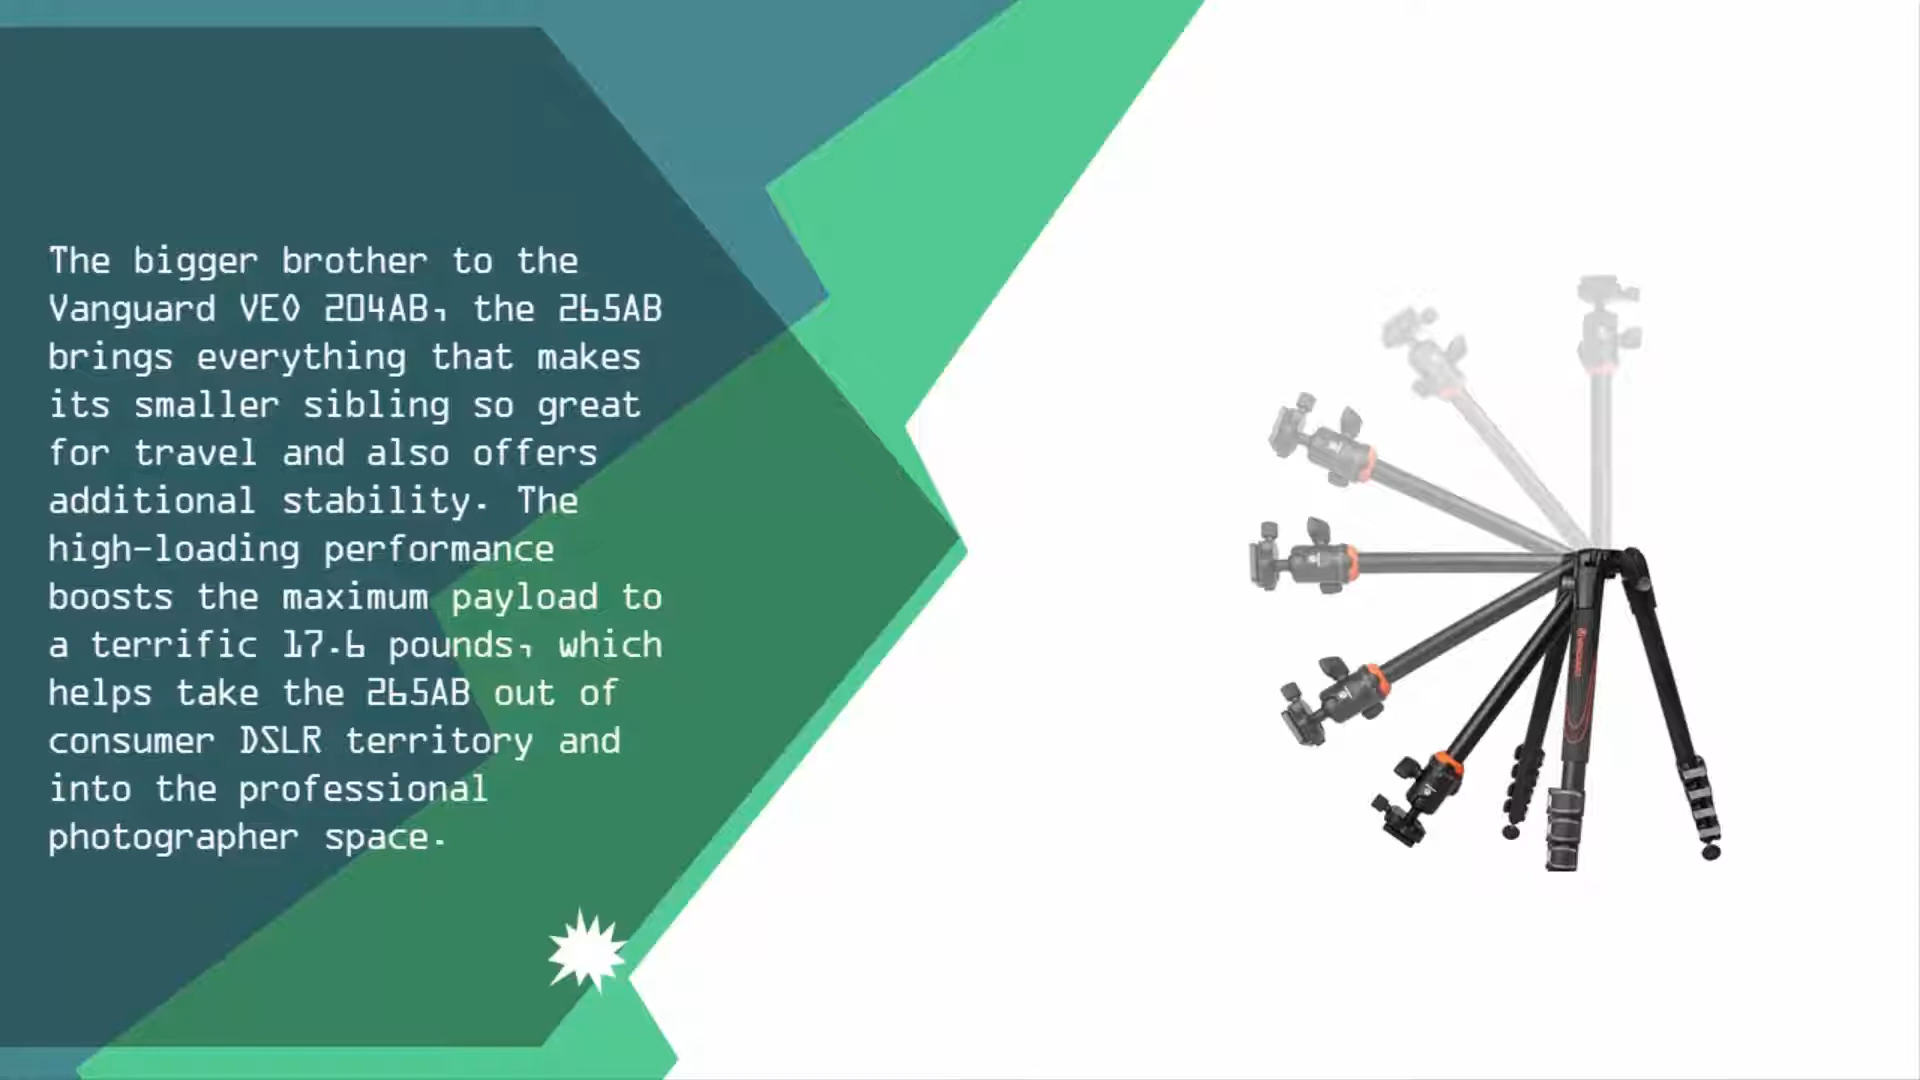 The bigger brother to the
Vanguard VEO 204AB, the 265AB
brings everything that makes
its smaller sibling so great
for travel and also offers
additional stability. The
high-loading performance
boosts the maximum payload to
a terrific 17.6 pounds, which
helps take the 265AB out of
consumer DSLR territory and
into the professional
photographer space.